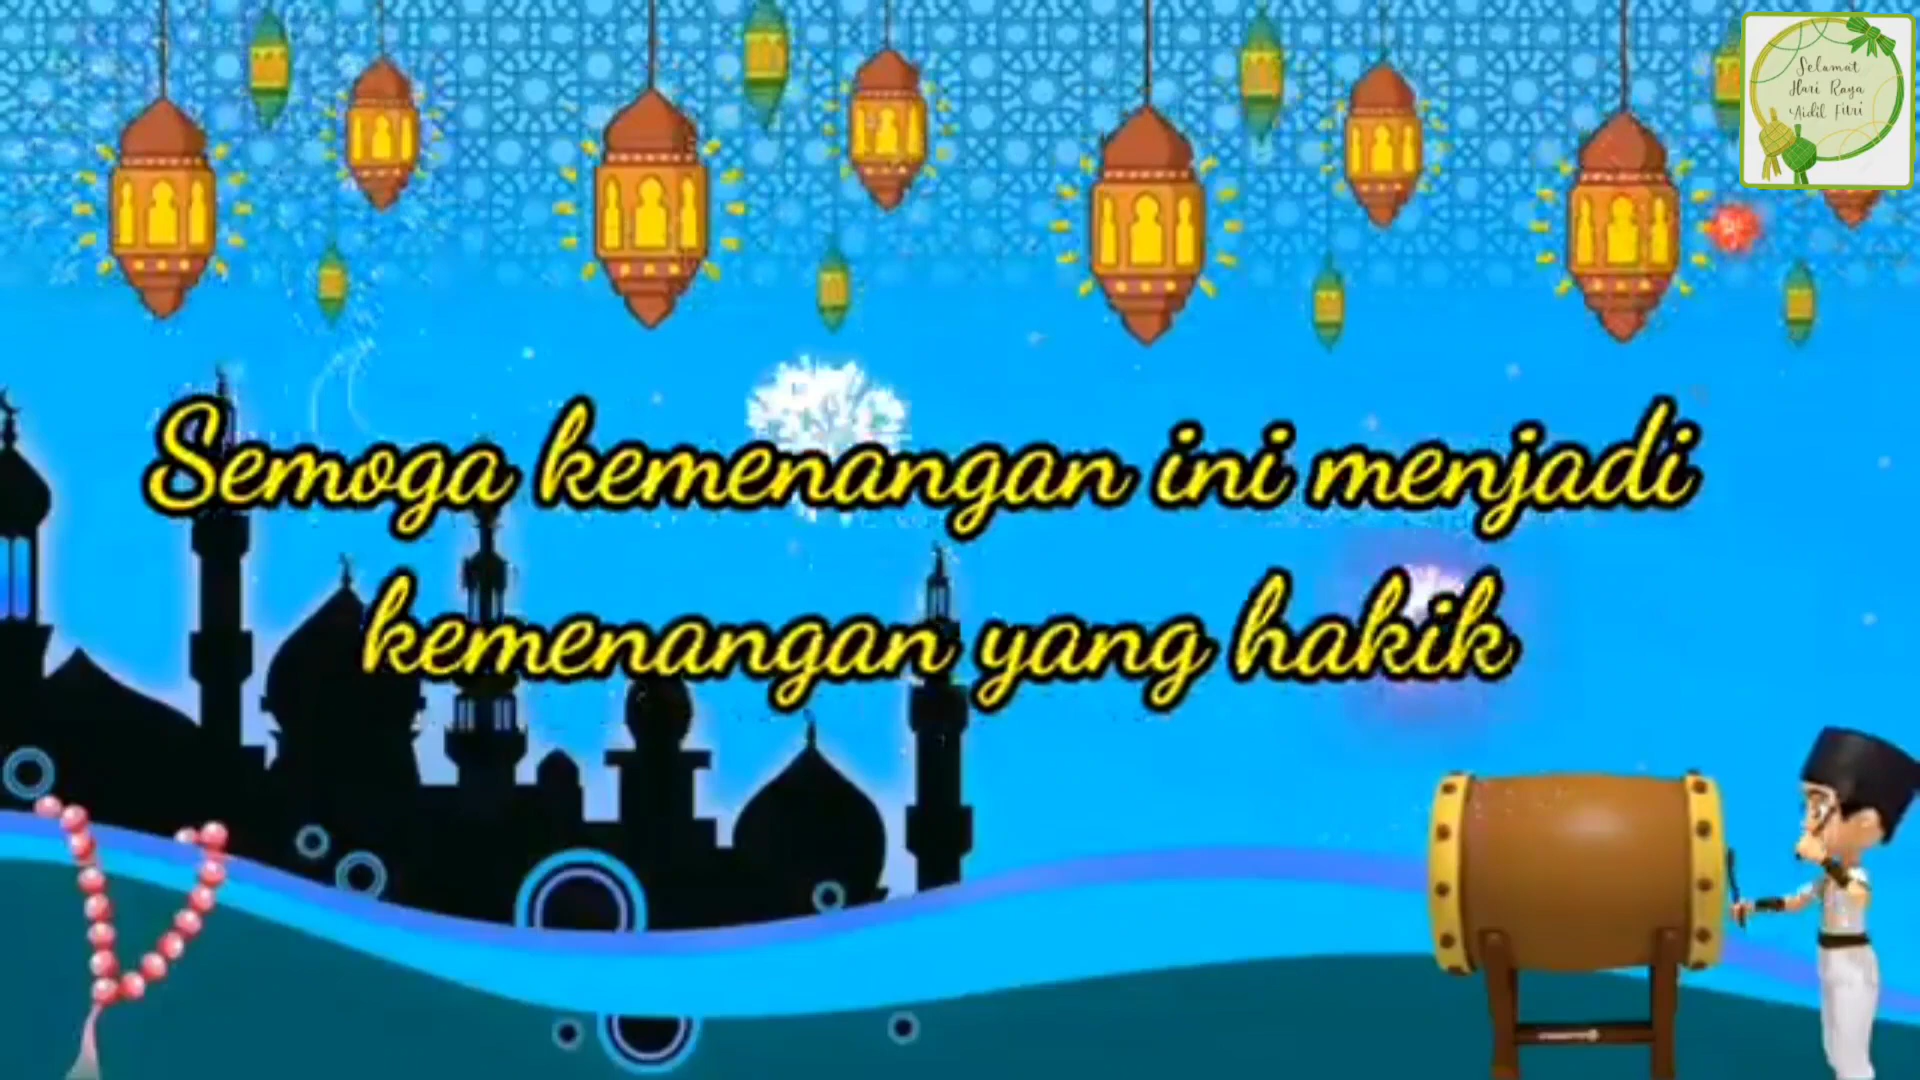 Selamat
Hari Raya
Aidil Fitri
Semoga kemenangan ini menjadi
kemenangan yang hakik